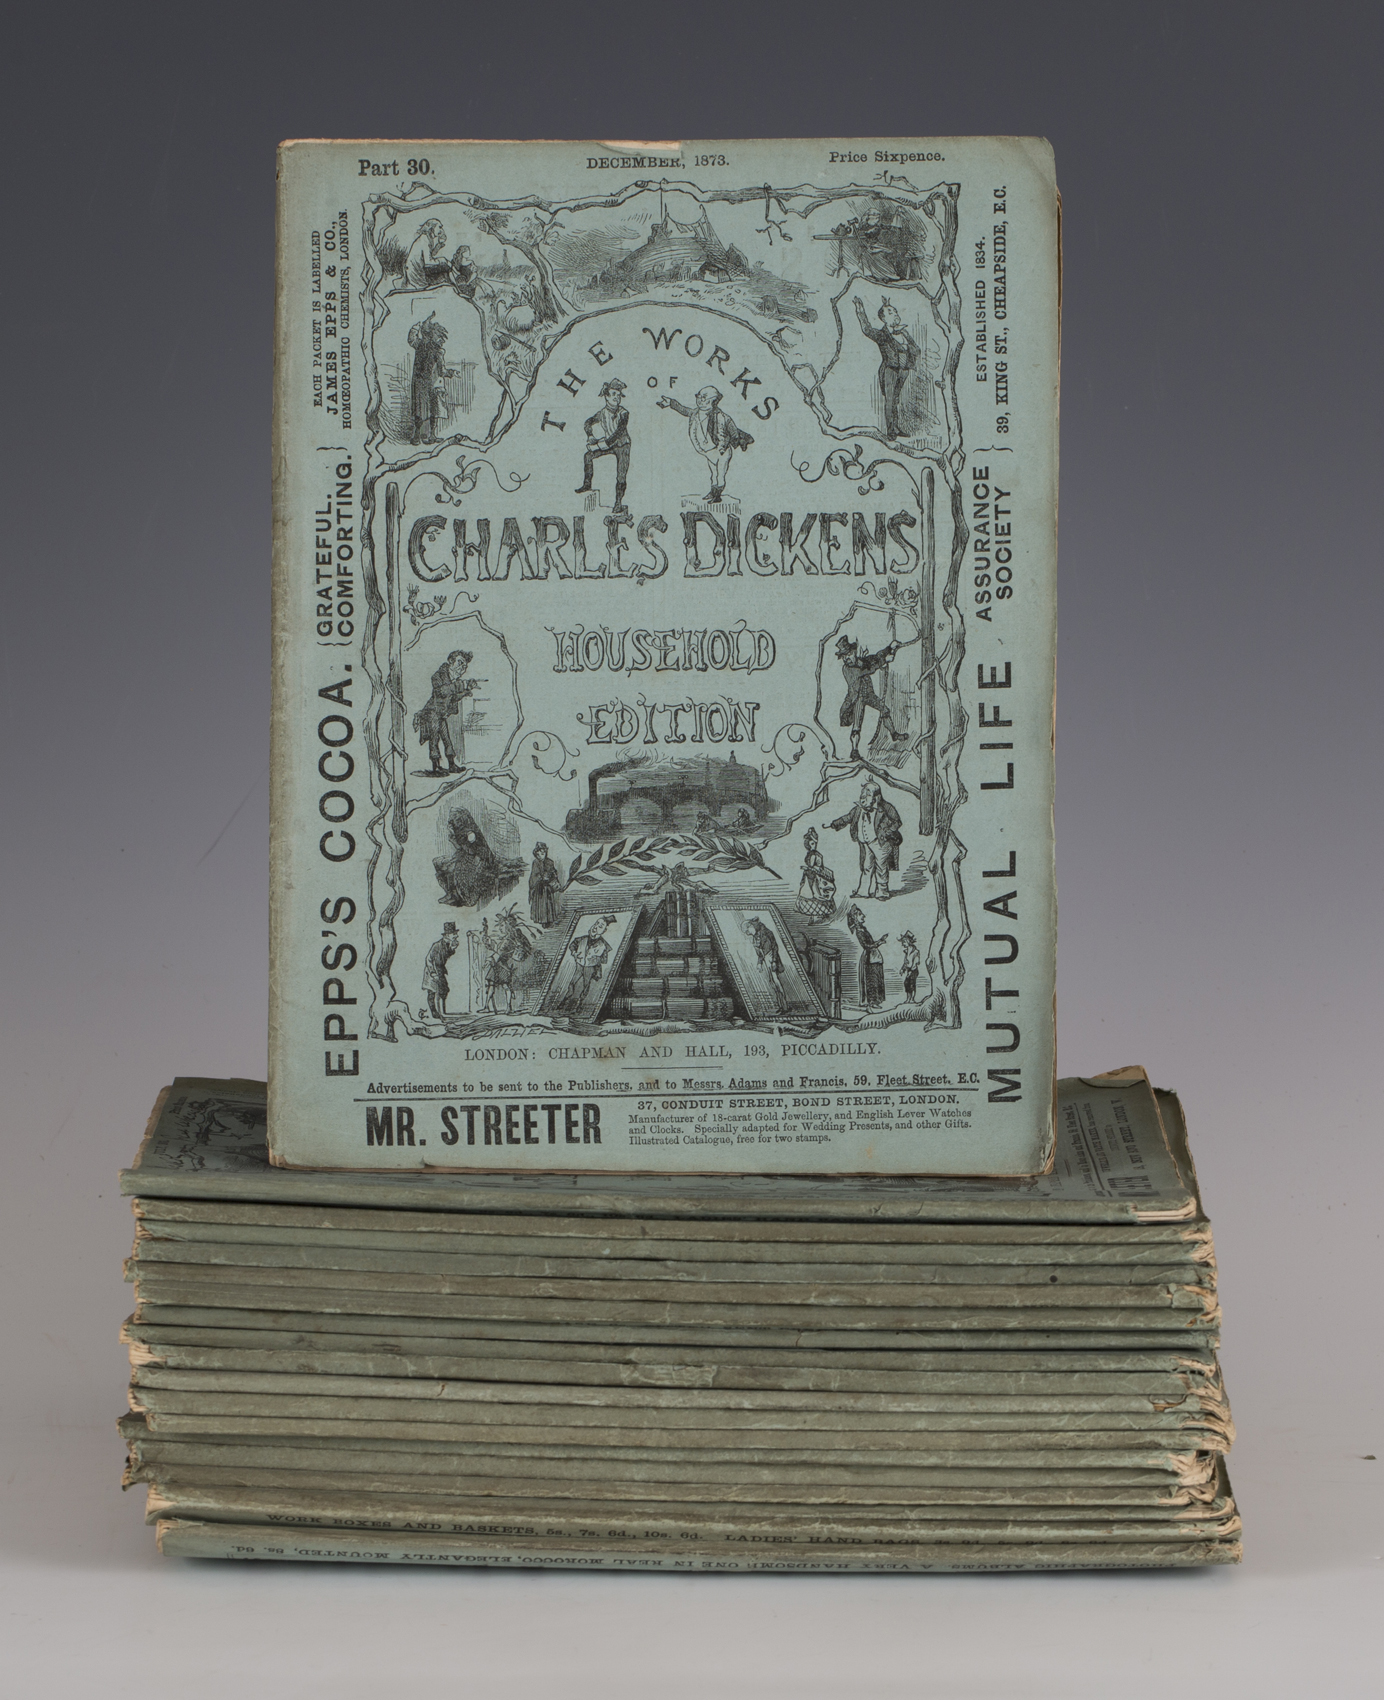 Part 30.
DECEMBER, 1873.
Price Sixpence.
EACH PACKET IS LABELLED
JAMES EPPS & CO.,
HOMŒOPATHIC CHEMISTS, LONDON.
EPP'S COCOA.
{GRATEFUL.
COMFORTING.}
THE WORKS
OF
CHARLES DICKENS
HOUSEHOLD
EDITION
ESTABLISHED 1834.
39, KING ST., CHEAPSIDE, E.C.
MUTUAL LIFE
ASSURANCE
SOCIETY
DALZIEL
LONDON: CHAPMAN AND HALL, 193, PICCADILLY.
Advertisements to be sent to the Publishers, and to Messrs. Adams and Francis, 59, Fleet Street, E.C.
MR. STREETER
37, CONDUIT STREET, BOND STREET, LONDON.
Manufacturer of 18-carat Gold Jewellery, and English Lever Watches
and Clocks. Specially adapted for Wedding Presents, and other Gifts.
Illustrated Catalogue, free for two stamps.
WORK BOXES AND BASKETS, 5s., 7s. 6d., 10s. 6d. LADIES' HAND BAGS,
PHOTOGRAPHIC ALBUMS. A VERY HANDSOME ONE IN REAL MOROCCO, ELEGANTLY MOUNTED, 8s. 6d.